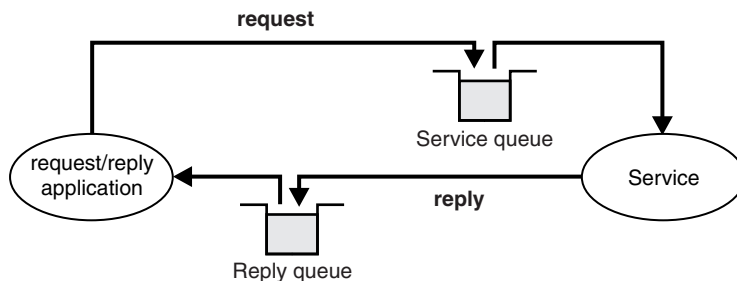 request
Service queue
request/reply
application
Service
reply
Reply queue